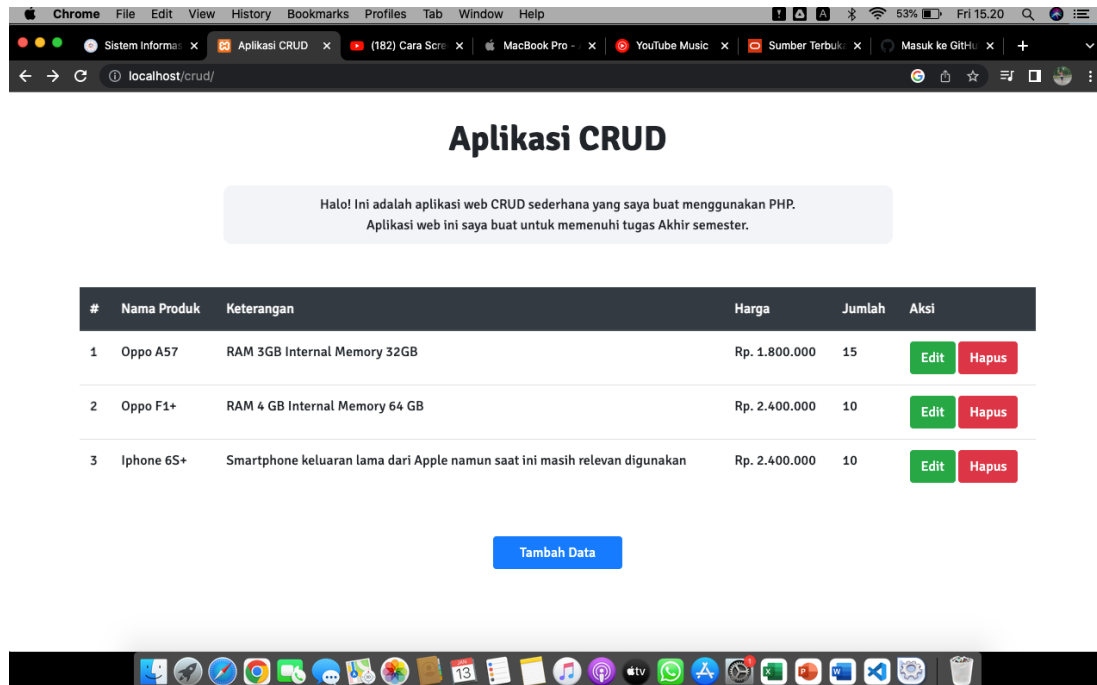 Chrome File Edit View History Bookmarks Profiles Tab Window Help A 53% Fri 15.20
Sistem Informas Aplikasi CRUD (182) Cara Scre MacBook Pro - YouTube Music Sumber Terbuk Masuk ke GitHu
localhost/crud/
Aplikasi CRUD
Halo! Ini adalah aplikasi web CRUD sederhana yang saya buat menggunakan PHP.
Aplikasi web ini saya buat untuk memenuhi tugas Akhir semester.
# Nama Produk Keterangan Harga Jumlah Aksi
1 Oppo A57 RAM 3GB Internal Memory 32GB Rp. 1.800.000 15 Edit Hapus
2 Oppo F1+ RAM 4 GB Internal Memory 64 GB Rp. 2.400.000 10 Edit Hapus
3 Iphone 6S+ Smartphone keluaran lama dari Apple namun saat ini masih relevan digunakan Rp. 2.400.000 10 Edit Hapus
Tambah Data
JAN 13 tv 1